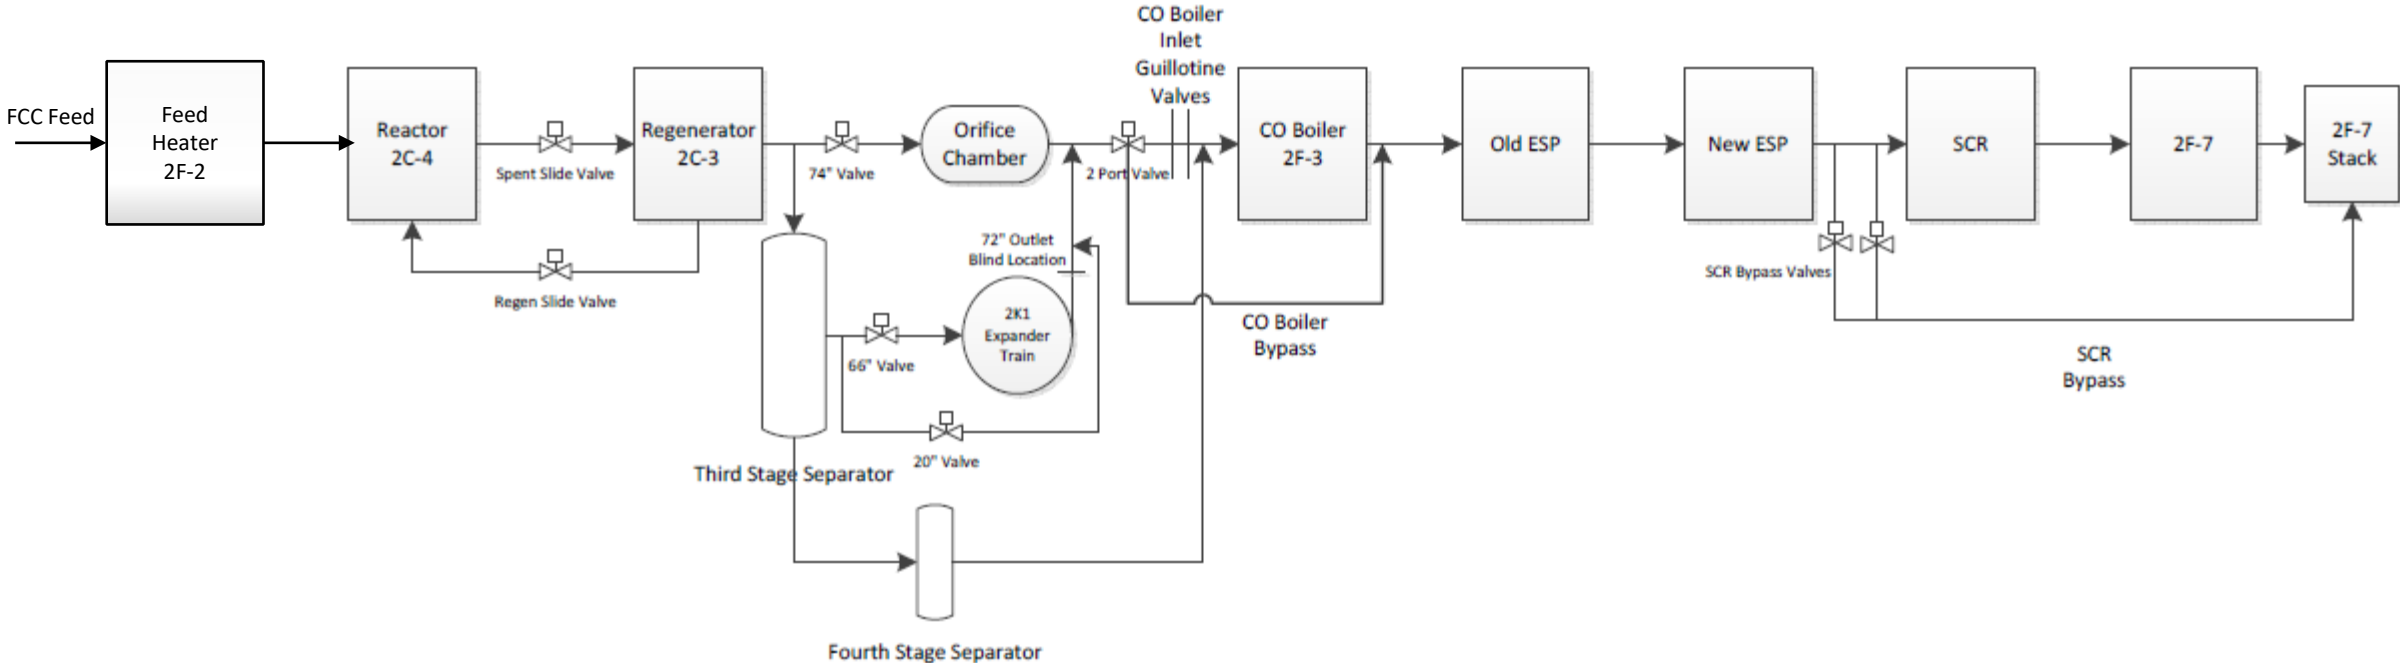 CO Boiler
Inlet
Guillotine
Valves
FCC Feed
Feed
Heater
2F-2
Reactor
2C-4
Spent Slide Valve
Regen Slide Valve
Regenerator
2C-3
74" Valve
Orifice
Chamber
2 Port Valve
CO Boiler
2F-3
Old ESP
New ESP
SCR
2F-7
2F-7
Stack
72" Outlet
Blind Location
2K1
Expander
Train
66" Valve
20" Valve
CO Boiler
Bypass
SCR Bypass Valves
SCR
Bypass
Third Stage Separator
Fourth Stage Separator